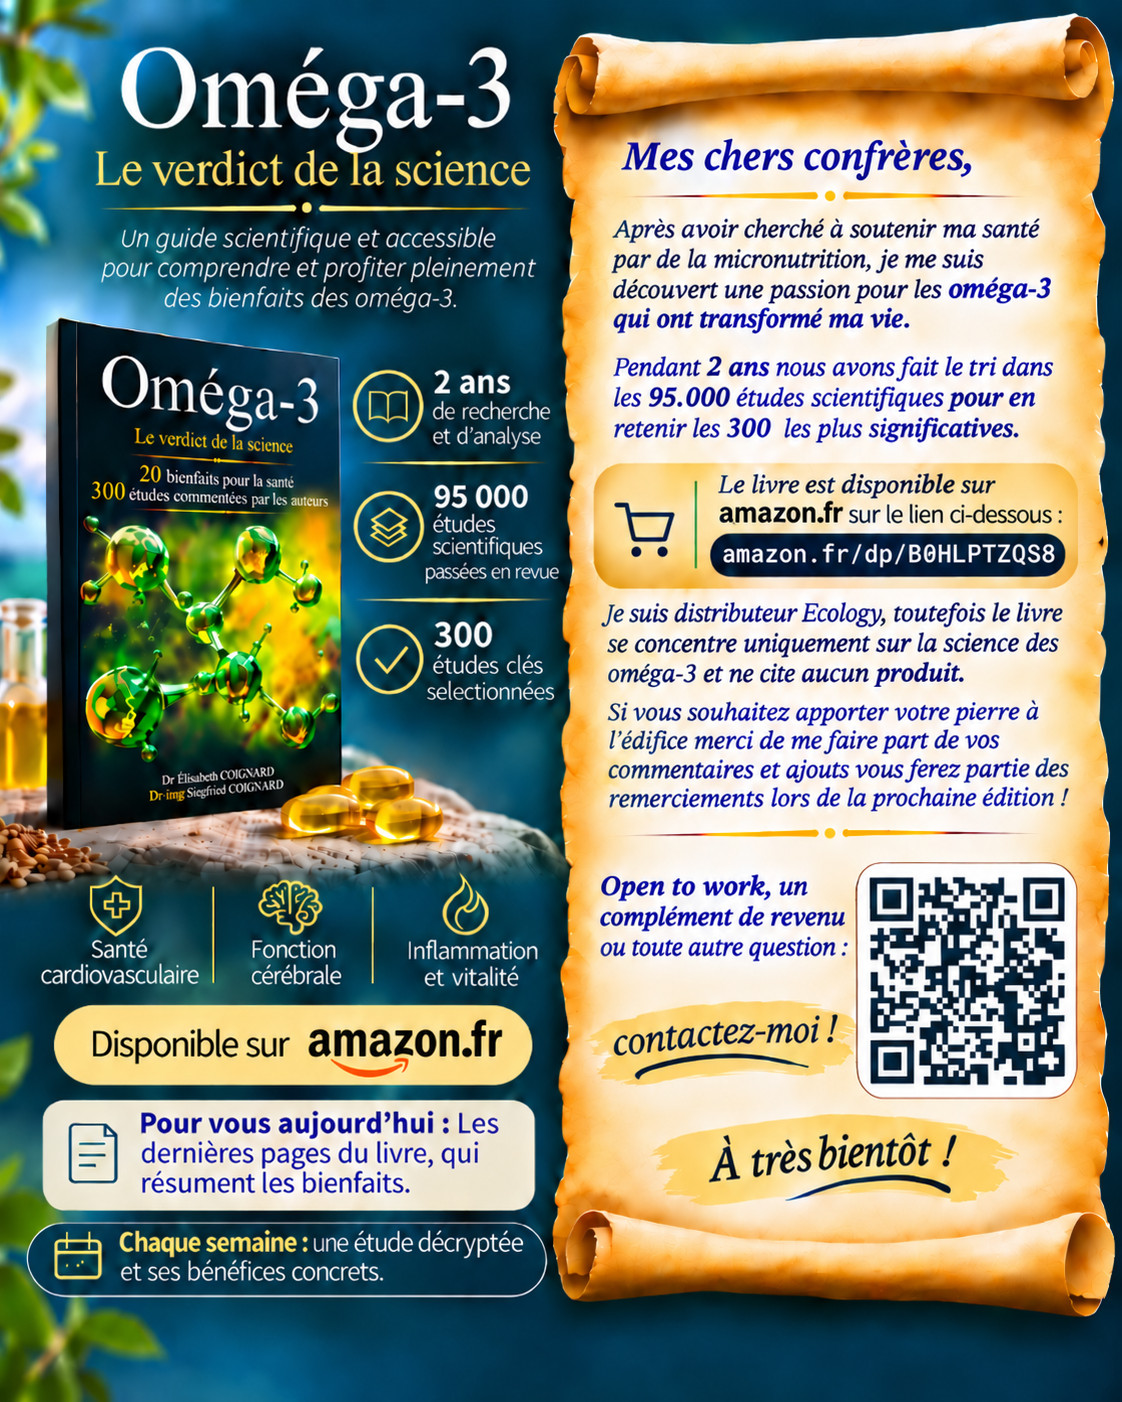 Oméga-3
Le verdict de la science
Un guide scientifique et accessible
pour comprendre et profiter pleinement
des bienfaits des oméga-3.
Oméga-3
Le verdict de la science
20 bienfaits pour la santé
300 études commentées par les auteurs
Dr Élisabeth COIGNARD
Dr-img Siegfried COIGNARD
2 ans
de recherche
et d'analyse
95 000
études
scientifiques
passées en revue
300
études clés
selectionnées
Santé
cardiovasculaire
Fonction
cérébrale
Inflammation
et vitalité
Disponible sur amazon.fr
Pour vous aujourd'hui : Les
dernières pages du livre, qui
résument les bienfaits.
Chaque semaine : une étude décryptée
et ses bénéfices concrets.
Mes chers confrères,
Après avoir cherché à soutenir ma santé
par de la micronutrition, je me suis
découvert une passion pour les oméga-3
qui ont transformé ma vie.
Pendant 2 ans nous avons fait le tri dans
les 95.000 études scientifiques pour en
retenir les 300 les plus significatives.
Le livre est disponible sur
amazon.fr sur le lien ci-dessous :
amazon.fr/dp/B0HLPTZQS8
Je suis distributeur Ecology, toutefois le livre
se concentre uniquement sur la science des
oméga-3 et ne cite aucun produit.
Si vous souhaitez apporter votre pierre à
l'édifice merci de me faire part de vos
commentaires et ajouts vous ferez partie des
remerciements lors de la prochaine édition !
Open to work, un
complément de revenu
ou toute autre question :
contactez-moi !
À très bientôt !